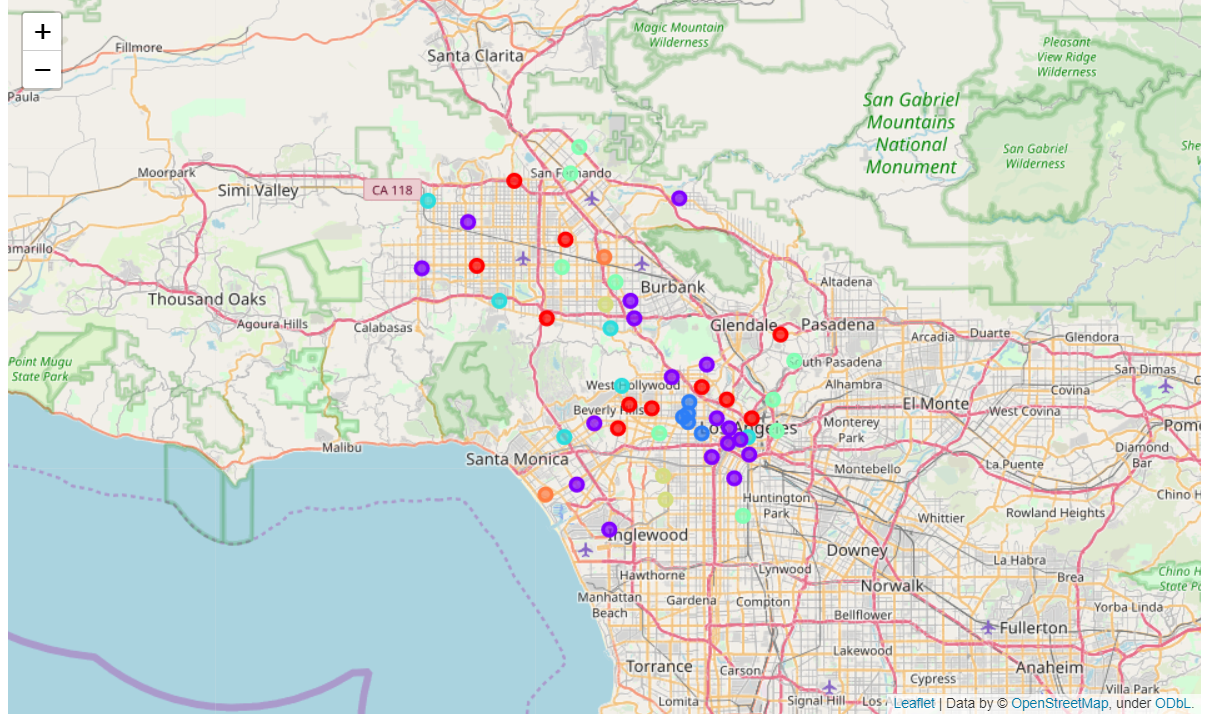 +
−
Magic Mountain
Wilderness
Pleasant
View Ridge
Wilderness
Fillmore
Santa Clarita
Paula
San Gabriel
Mountains
National
Monument
San Gabriel
Wilderness
She
W
Moorpark
San Fernando
Simi Valley
CA 118
amarillo
Thousand Oaks
Burbank
Altadena
Agoura Hills
Calabasas
Glendale
Pasadena
Arcadia
Duarte
Glendora
Point Mugu
State Park
uth Pasadena
San Dimas
West Hollywood
Alhambra
Covina
Beverly Hills
El Monte
West Covina
Los Angeles
Monterey
Park
Pomo
Malibu
Santa Monica
Diamond
Bar
Montebello
La Puente
Huntington
Park
Chino H
Whittier
Rowland Heights
Inglewood
Downey
La Habra
Hawthorne
Lynwood
Brea
Chino H
State Pa
Norwalk
Manhattan
Beach
Gardena
Compton
Yorba Linda
Bellflower
Fullerton
Lakewood
Torrance
Carson
Anaheim
Cypress
Villa Park
Lomita
Signal Hill
Los
Leaflet | Data by © OpenStreetMap, under ODbL.